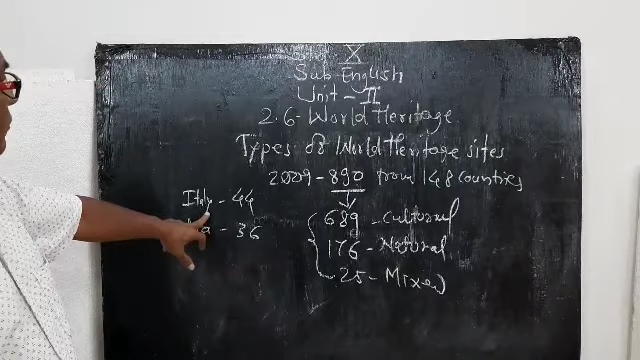 X
Sub English
Unit - II
2.6 - World Heritage
Types of World Heritage sites
2009 - 890 from 148 countries
Italy - 44
689 - Cultural
- 36
176 - Natural
25 - Mixed